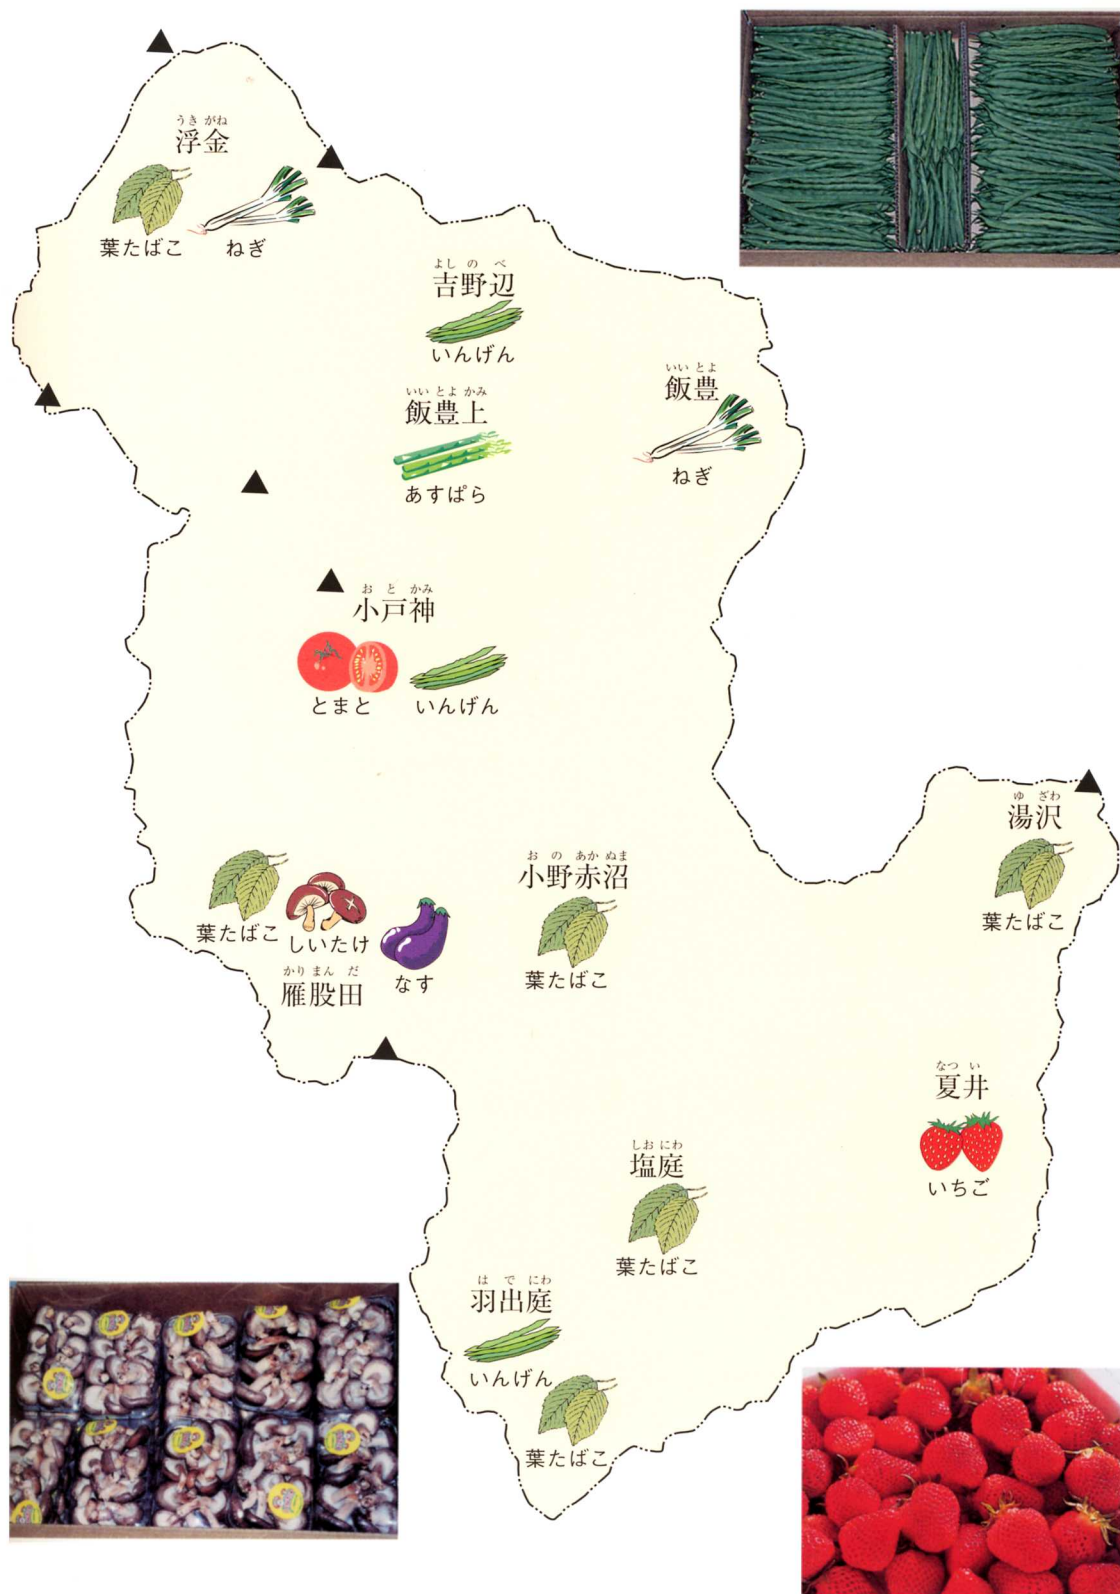 うきがね
浮金
葉たばこ ねぎ
よしのべ
吉野辺
いんげん
いいとよかみ
飯豊上
あすぱら
いいとよ
飯豊
ねぎ
おとかみ
小戸神
とまと いんげん
ゆざわ
湯沢
葉たばこ
おのあかぬま
小野赤沼
葉たばこ
葉たばこ しいたけ なす
かりまんだ
雁股田
なつい
夏井
いちご
しおにわ
塩庭
葉たばこ
はでにわ
羽出庭
いんげん
葉たばこ